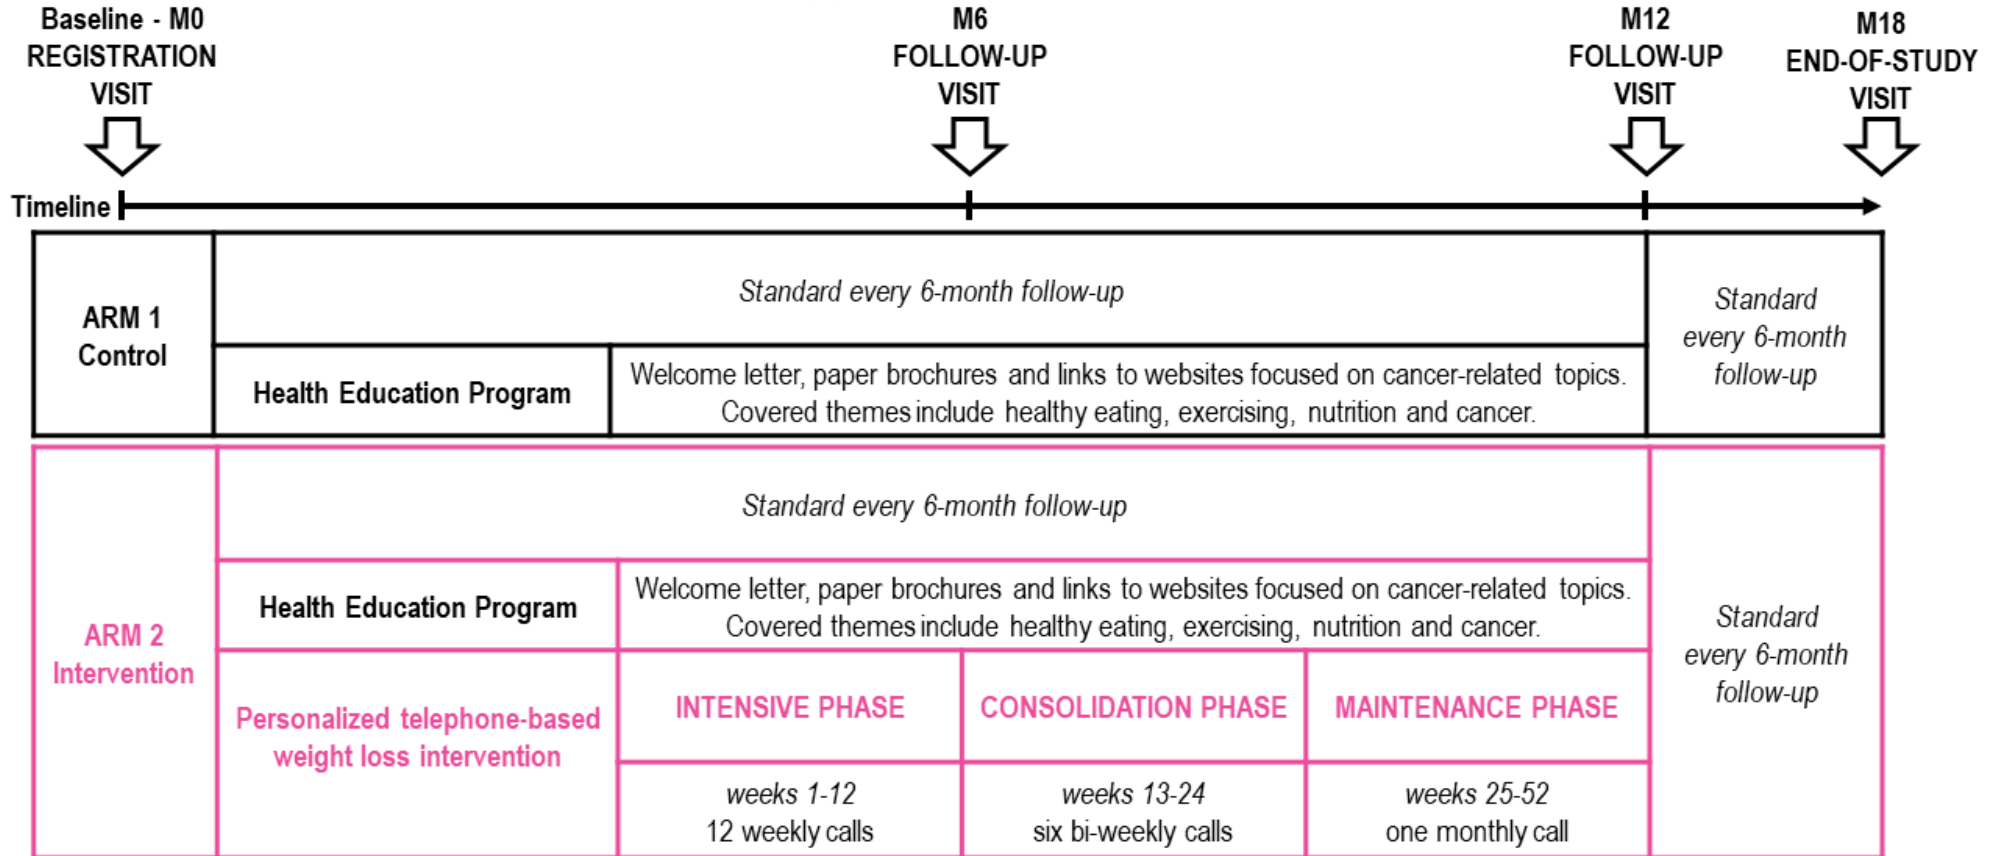 Baseline - M0
REGISTRATION
VISIT
M6
FOLLOW-UP
VISIT
M12
FOLLOW-UP
VISIT
M18
END-OF-STUDY
VISIT
Timeline
ARM 1
Control
Standard every 6-month follow-up
Health Education Program
Welcome letter, paper brochures and links to websites focused on cancer-related topics.
Covered themes include healthy eating, exercising, nutrition and cancer.
Standard
every 6-month
follow-up
ARM 2
Intervention
Standard every 6-month follow-up
Health Education Program
Welcome letter, paper brochures and links to websites focused on cancer-related topics.
Covered themes include healthy eating, exercising, nutrition and cancer.
Personalized telephone-based
weight loss intervention
INTENSIVE PHASE
CONSOLIDATION PHASE
MAINTENANCE PHASE
weeks 1-12
12 weekly calls
weeks 13-24
six bi-weekly calls
weeks 25-52
one monthly call
Standard
every 6-month
follow-up